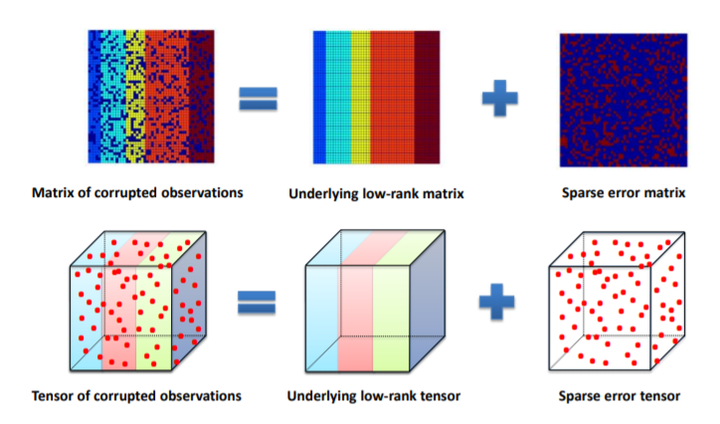 Matrix of corrupted observations
Underlying low-rank matrix
Sparse error matrix
Tensor of corrupted observations
Underlying low-rank tensor
Sparse error tensor